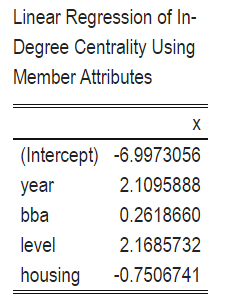 Linear Regression of In-
Degree Centrality Using
Member Attributes
x
(Intercept) -6.9973056
year 2.1095888
bba 0.2618660
level 2.1685732
housing -0.7506741